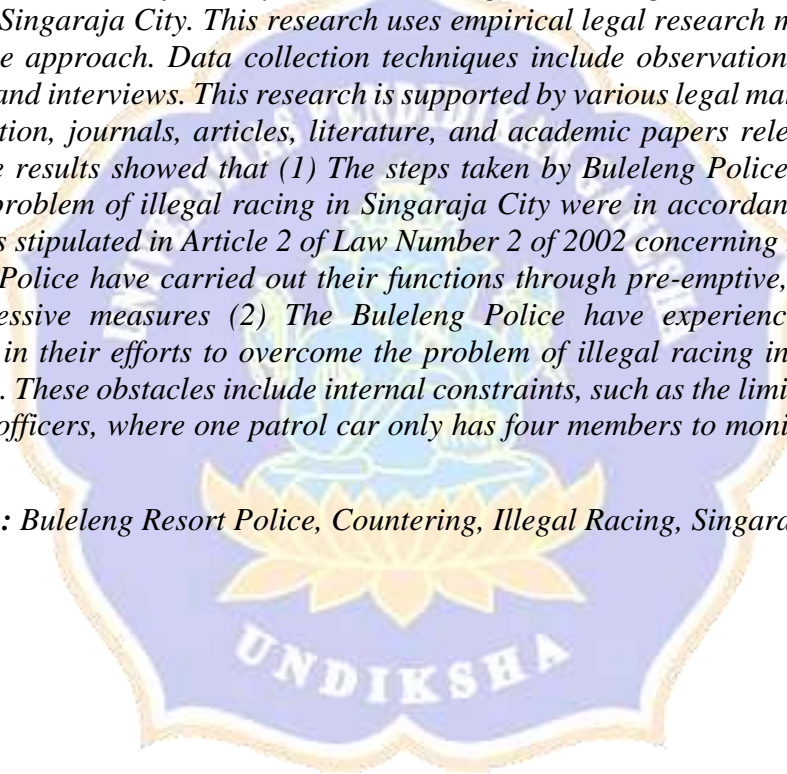 Singaraja City. This research uses empirical legal research m
e approach. Data collection techniques include observation
and interviews. This research is supported by various legal ma
tion, journals, articles, literature, and academic papers rele
e results showed that (1) The steps taken by Buleleng Police
problem of illegal racing in Singaraja City were in accordan
s stipulated in Article 2 of Law Number 2 of 2002 concerning
Police have carried out their functions through pre-emptive,
essive measures (2) The Buleleng Police have experienc
in their efforts to overcome the problem of illegal racing in
. These obstacles include internal constraints, such as the limi
officers, where one patrol car only has four members to moni
: Buleleng Resort Police, Countering, Illegal Racing, Singara
UNIVERSITAS PENDIDIKAN GANESHA
UNDIKSHA